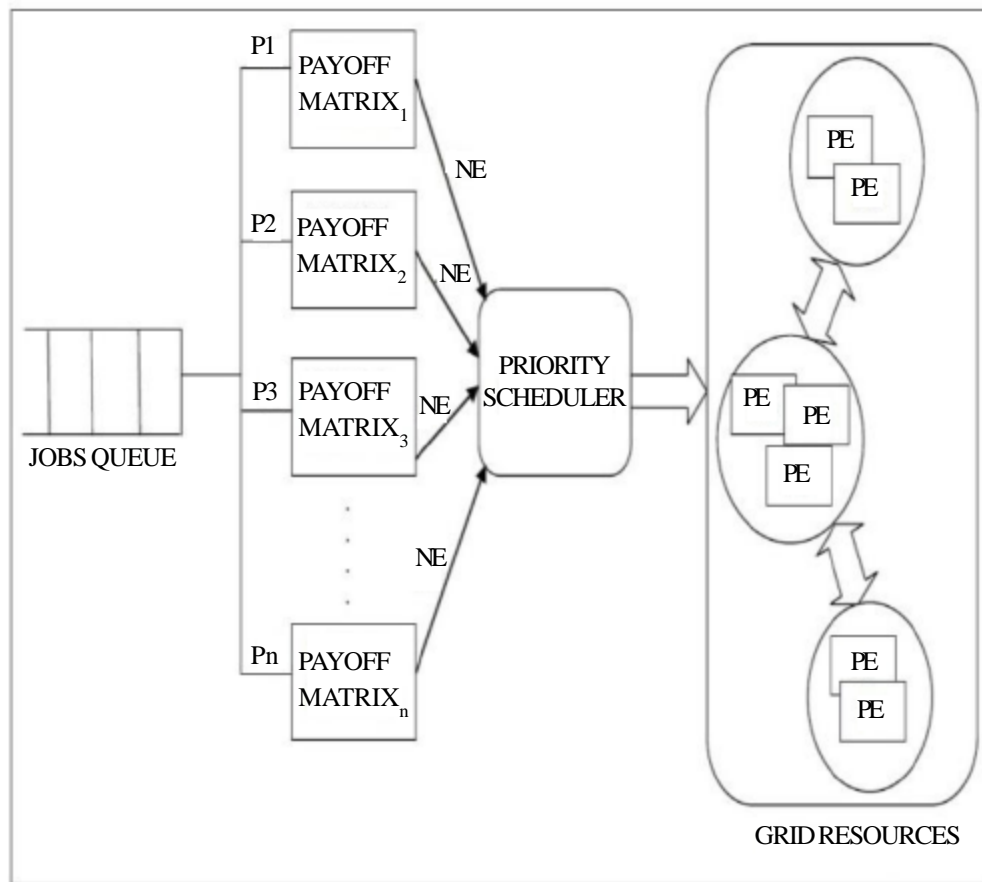 P1
PAYOFF
MATRIX1
NE
P2
PAYOFF
MATRIX2
NE
P3
PAYOFF
MATRIX3
NE
JOBS QUEUE
Pn
PAYOFF
MATRIXn
NE
PRIORITY
SCHEDULER
PE
PE
PE
PE
PE
PE
PE
GRID RESOURCES